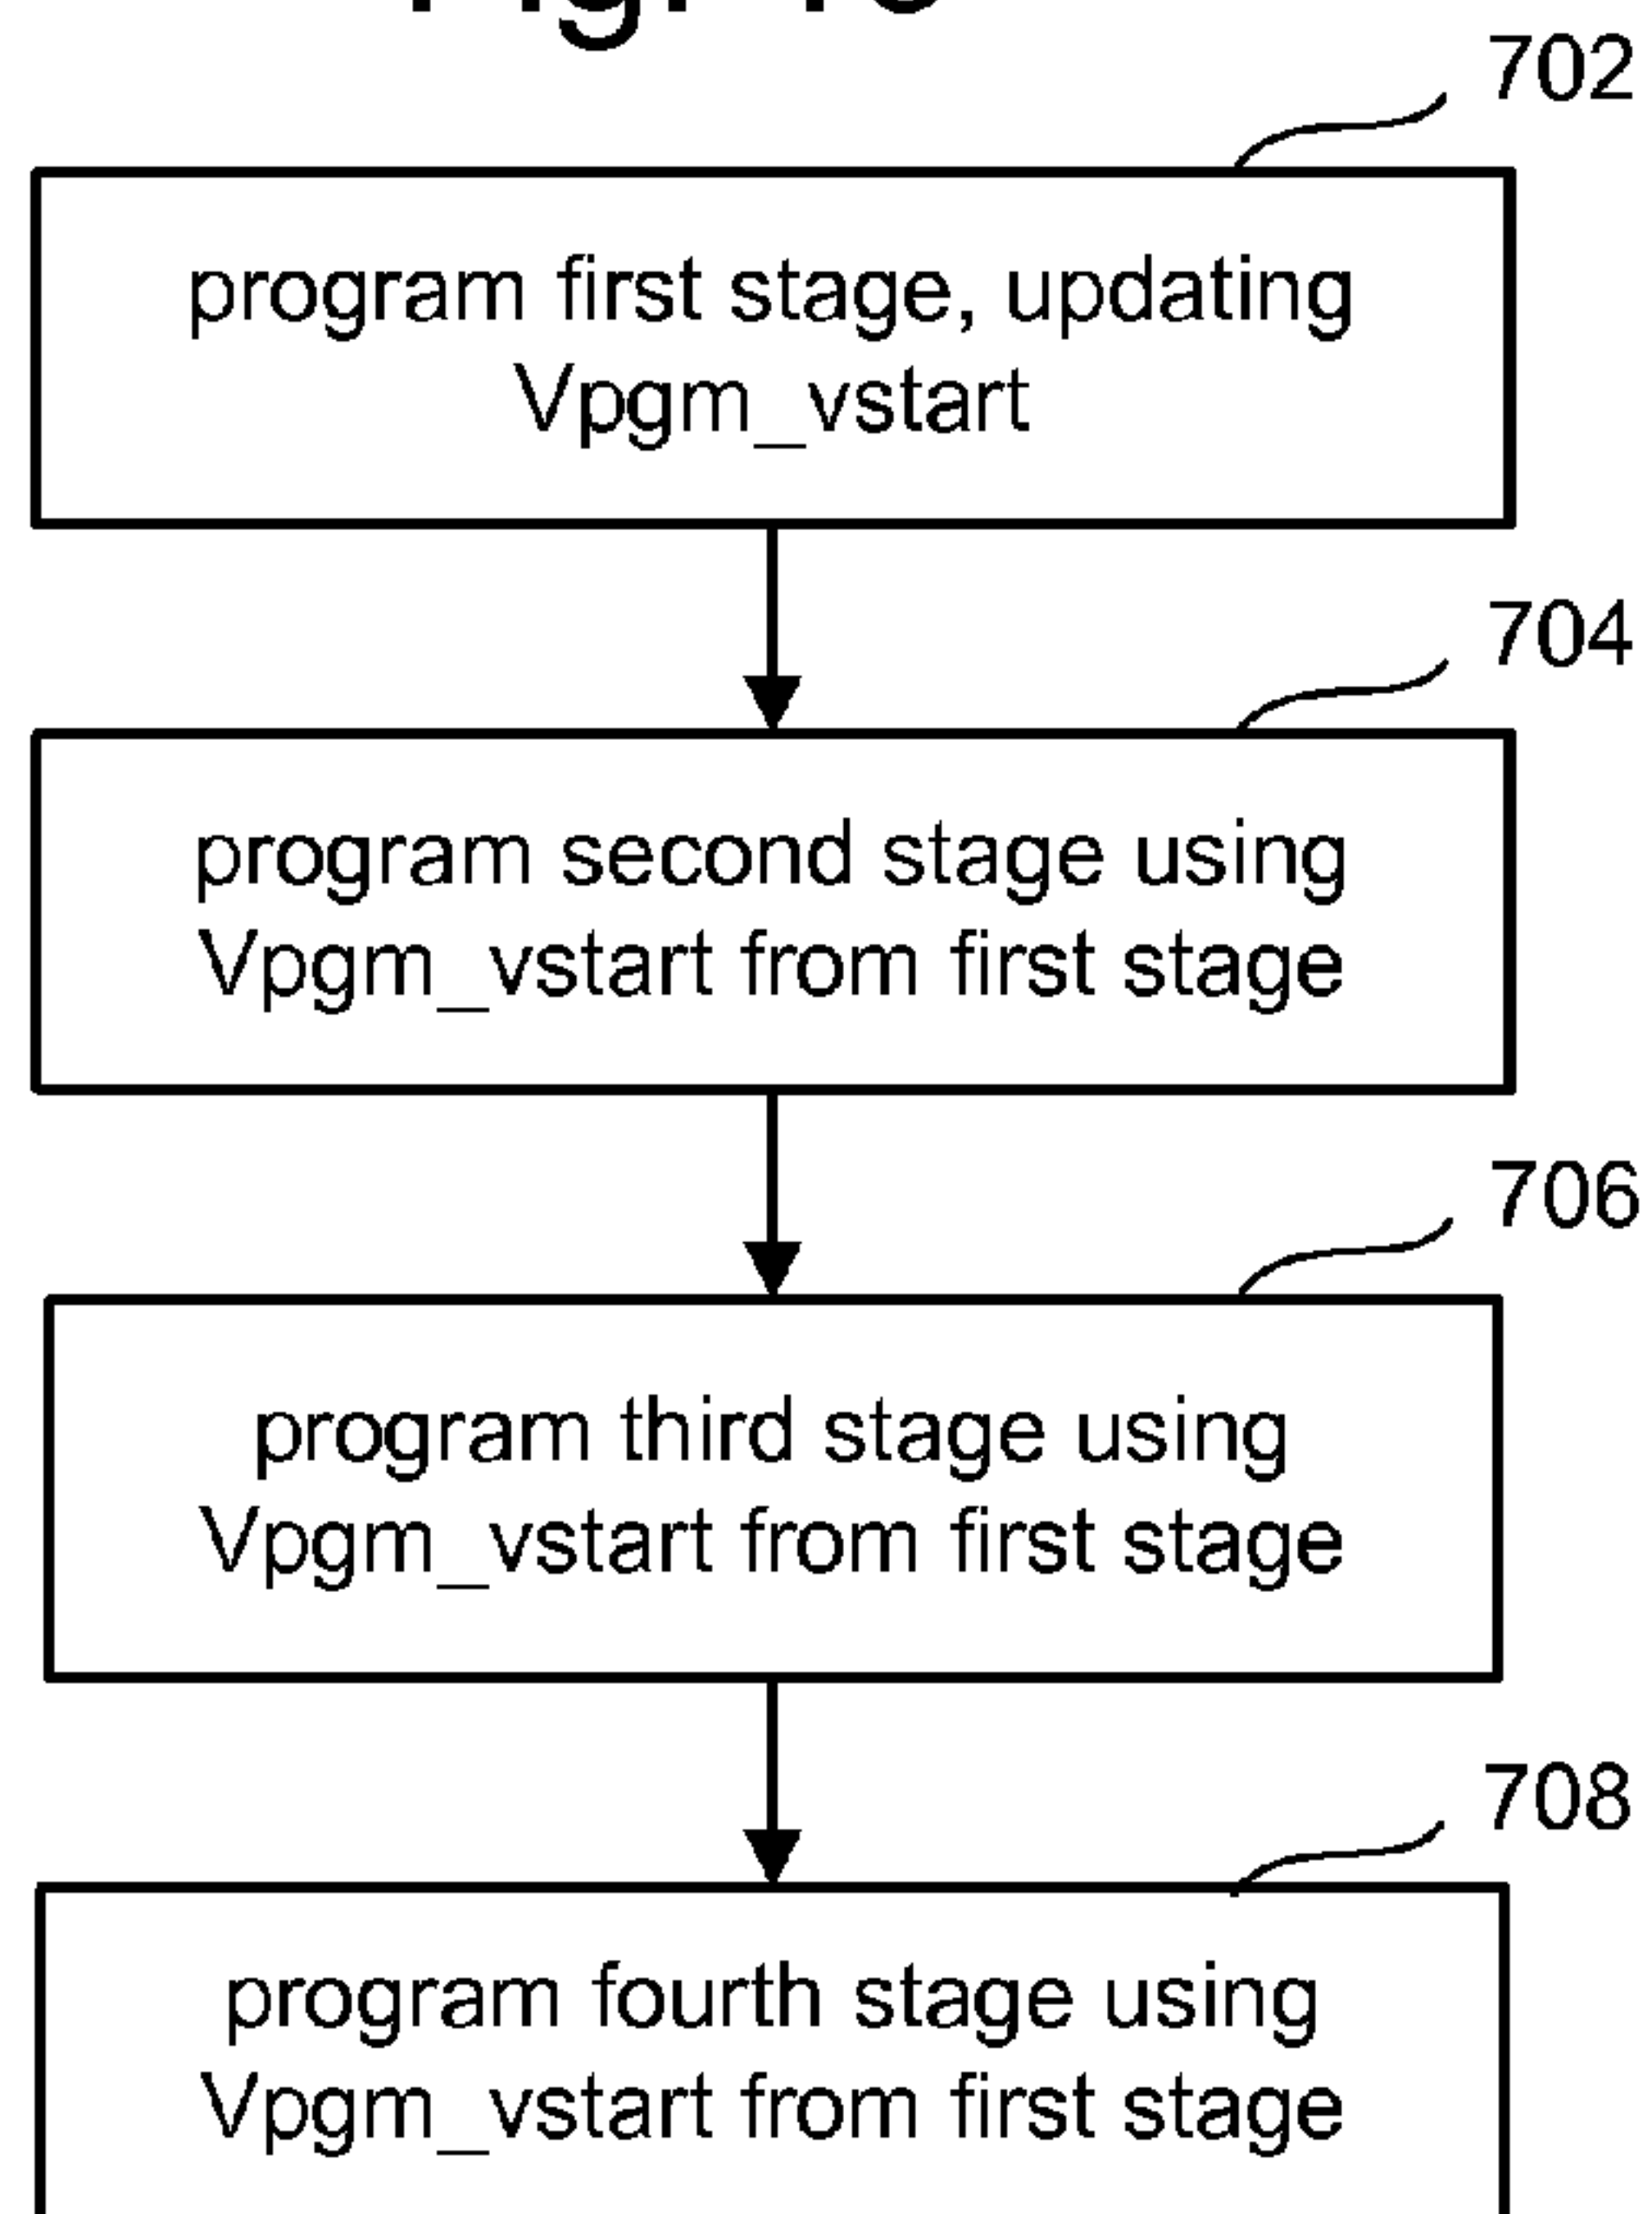 702
program first stage, updating
Vpgm_vstart
704
program second stage using
Vpgm_vstart from first stage
706
program third stage using
Vpgm_vstart from first stage
708
program fourth stage using
Vpgm_vstart from first stage